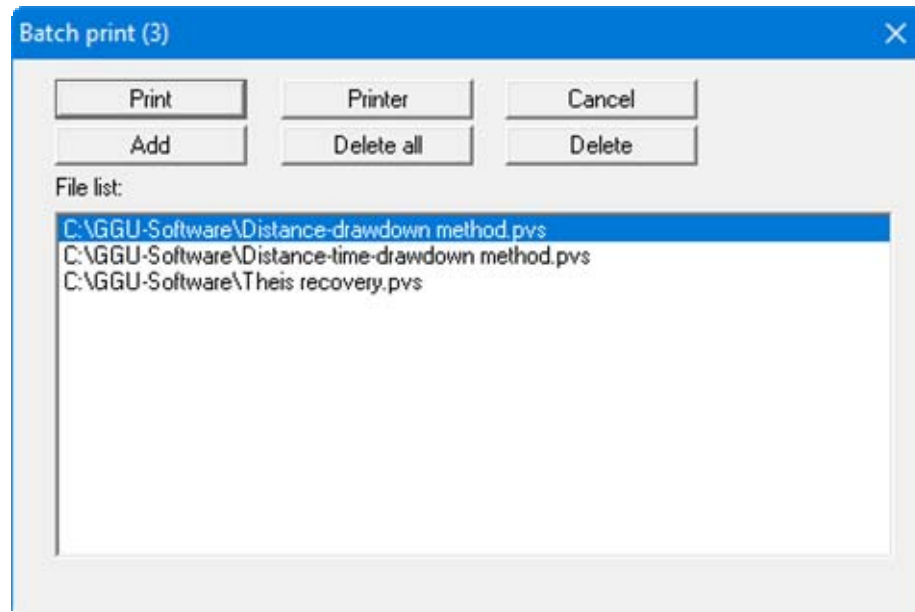 Batch print (3)
Print Printer Cancel
Add Delete all Delete
File list:
C:\GGU-Software\Distance-drawdown method.pvs
C:\GGU-Software\Distance-time-drawdown method.pvs
C:\GGU-Software\Theis recovery.pvs